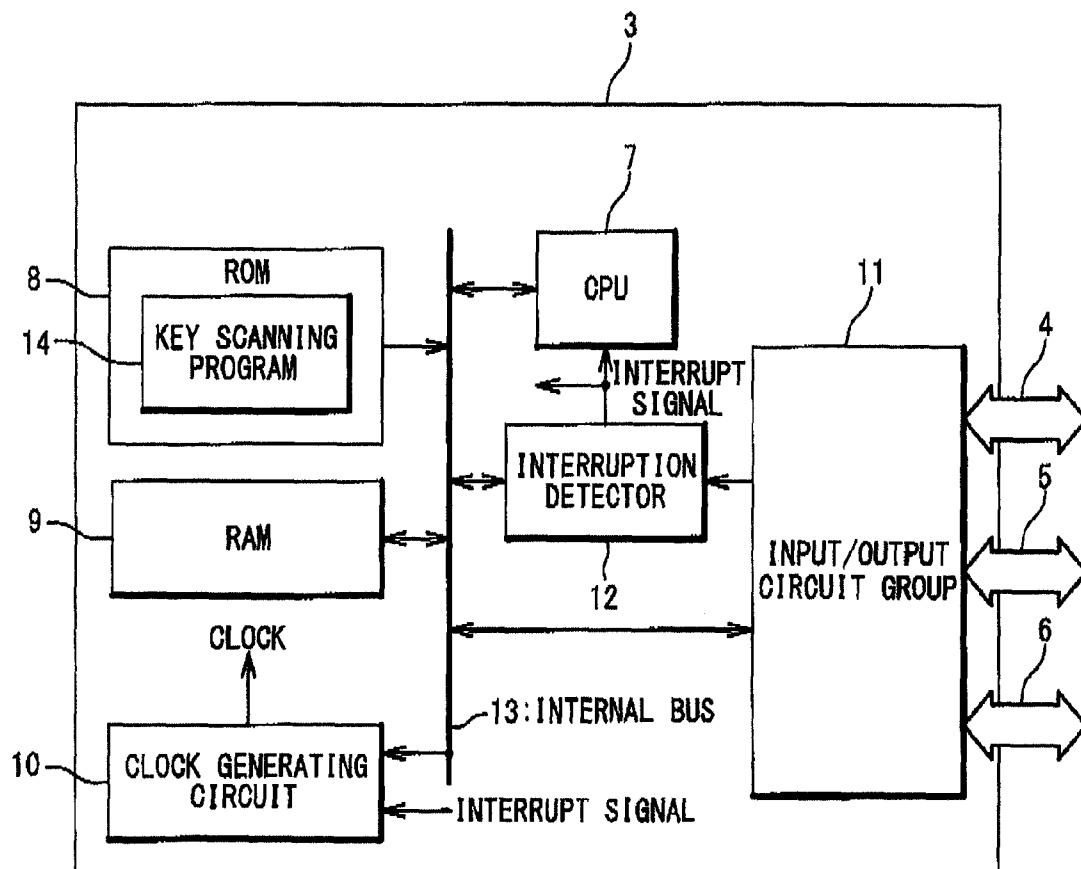 3
7
CPU
8
ROM
14
KEY SCANNING
PROGRAM
11
4
INTERRUPT
SIGNAL
INTERRUPTION
DETECTOR
5
9
RAM
12
INPUT/OUTPUT
CIRCUIT GROUP
6
CLOCK
13:INTERNAL BUS
10
CLOCK GENERATING
CIRCUIT
INTERRUPT SIGNAL